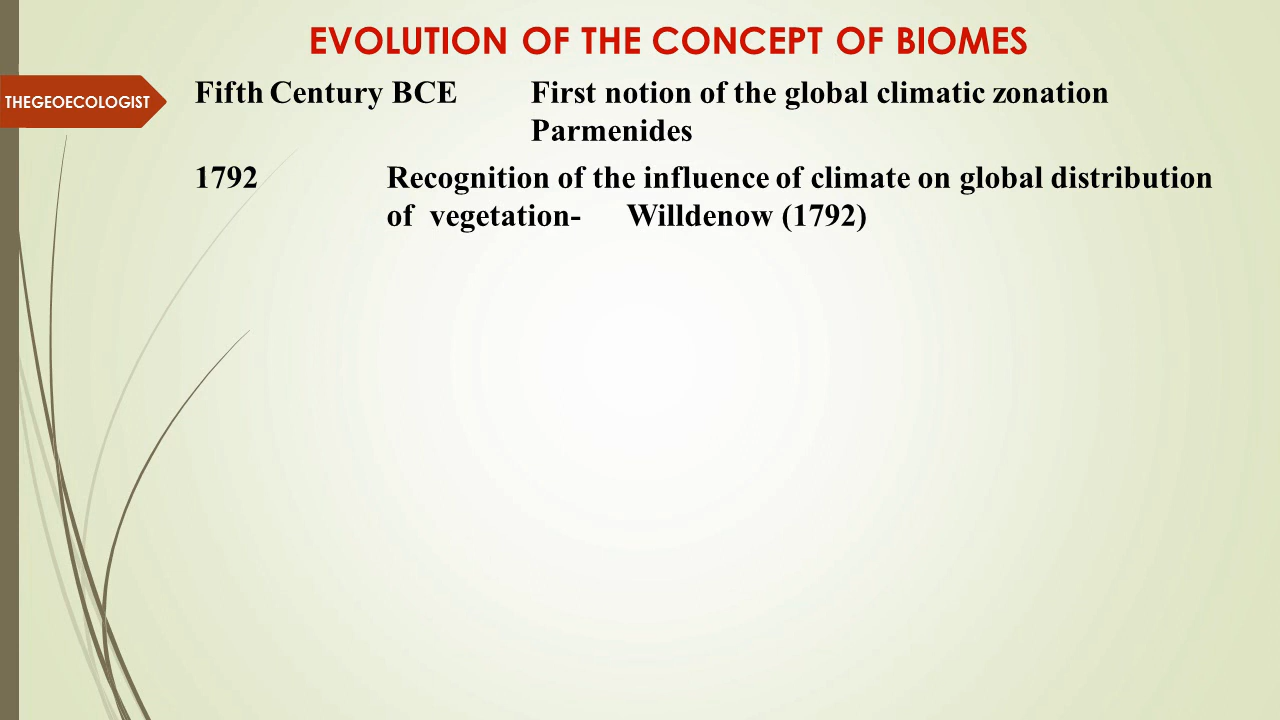 EVOLUTION OF THE CONCEPT OF BIOMES
THEGEOECOLOGIST
Fifth Century BCE First notion of the global climatic zonation
Parmenides
1792 Recognition of the influence of climate on global distribution
of vegetation- Willdenow (1792)